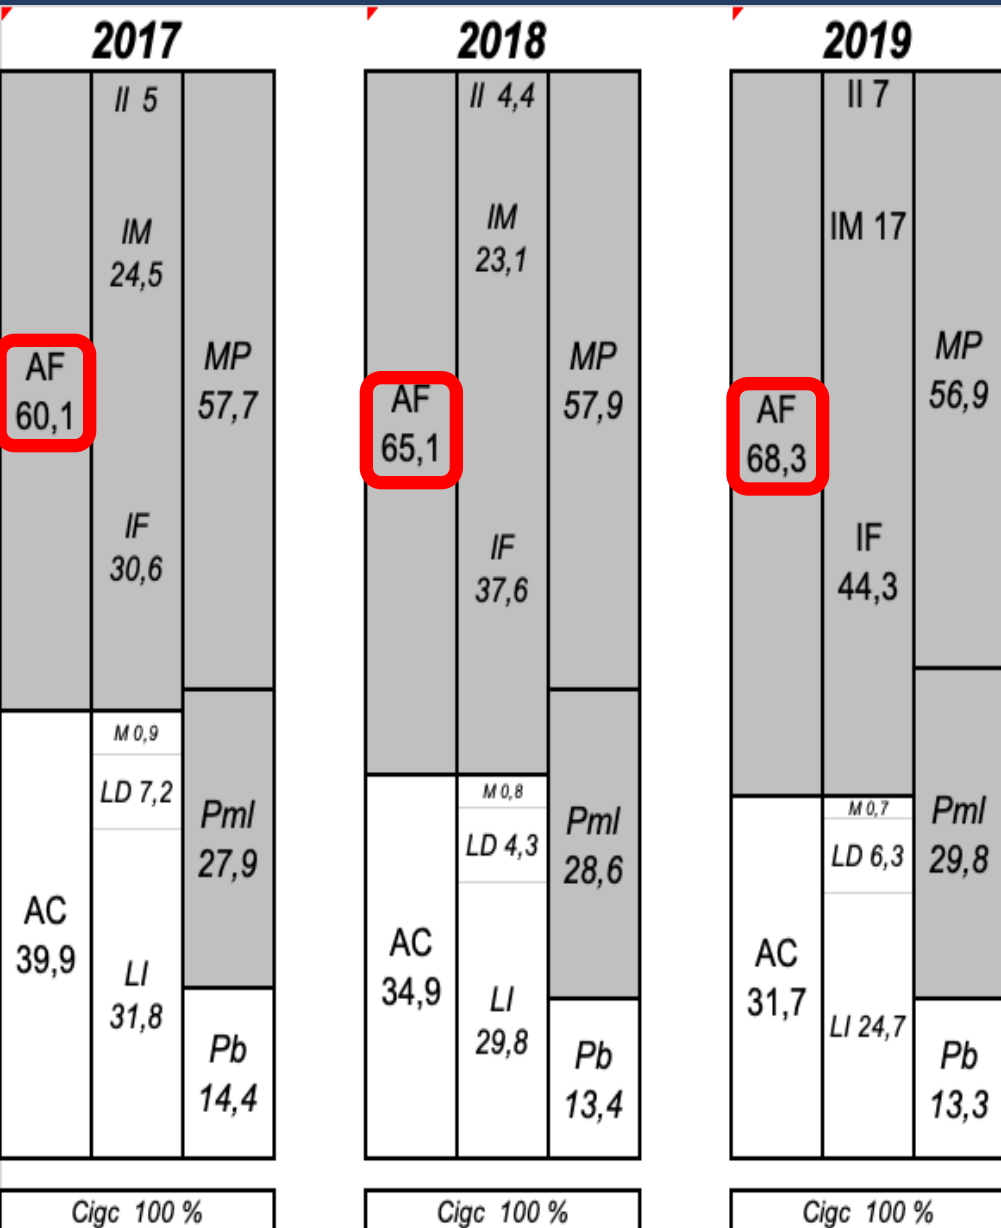 2017
II 5
IM
24,5
AF
60,1
MP
57,7
IF
30,6
M 0,9
LD 7,2
Pml
27,9
AC
39,9
LI
31,8
Pb
14,4
Cigc 100 %
2018
II 4,4
IM
23,1
AF
65,1
MP
57,9
IF
37,6
M 0,8
LD 4,3
Pml
28,6
AC
34,9
LI
29,8
Pb
13,4
Cigc 100 %
2019
II 7
IM 17
AF
68,3
MP
56,9
IF
44,3
M 0,7
LD 6,3
Pml
29,8
AC
31,7
LI 24,7
Pb
13,3
Cigc 100 %